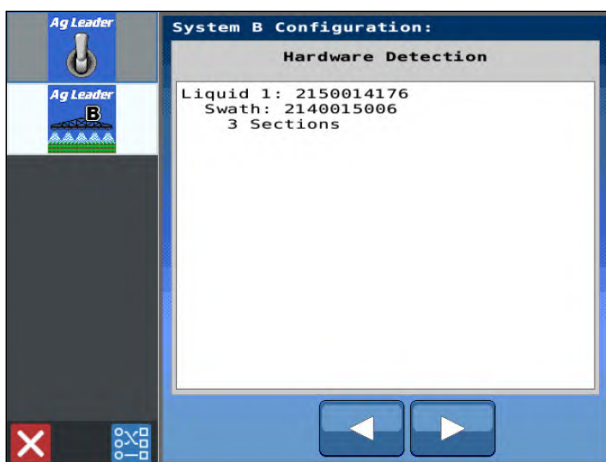 Ag Leader
Ag Leader
B
System B Configuration:
Hardware Detection
Liquid 1: 2150014176
Swath: 2140015006
3 Sections